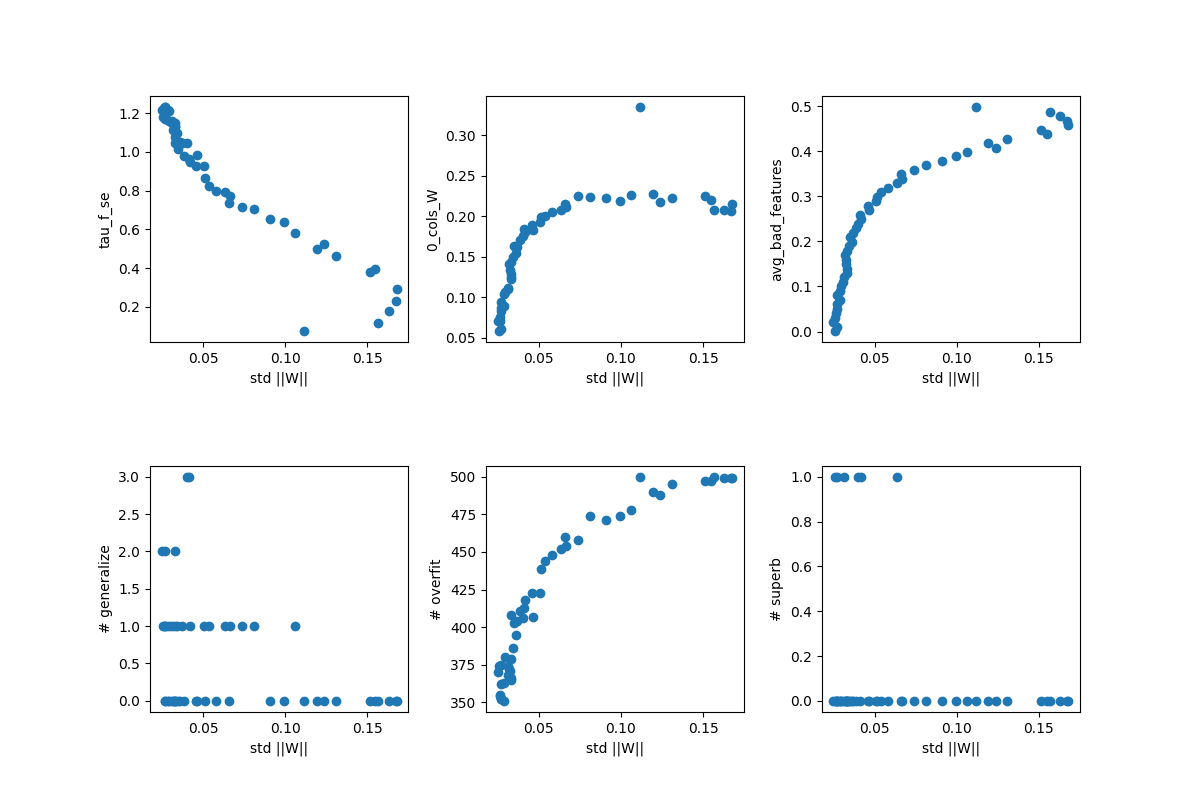 1.2
1.0
0.8
0.6
0.4
0.2
tau_f_se
0.05 0.10 0.15
std ||W||
0.30
0.25
0.20
0.15
0.10
0.05
0_cols_W
0.05 0.10 0.15
std ||W||
0.5
0.4
0.3
0.2
0.1
0.0
avg_bad_features
0.05 0.10 0.15
std ||W||
3.0
2.5
2.0
1.5
1.0
0.5
0.0
# generalize
0.05 0.10 0.15
std ||W||
500
475
450
425
400
375
350
# overfit
0.05 0.10 0.15
std ||W||
1.0
0.8
0.6
0.4
0.2
0.0
# superb
0.05 0.10 0.15
std ||W||